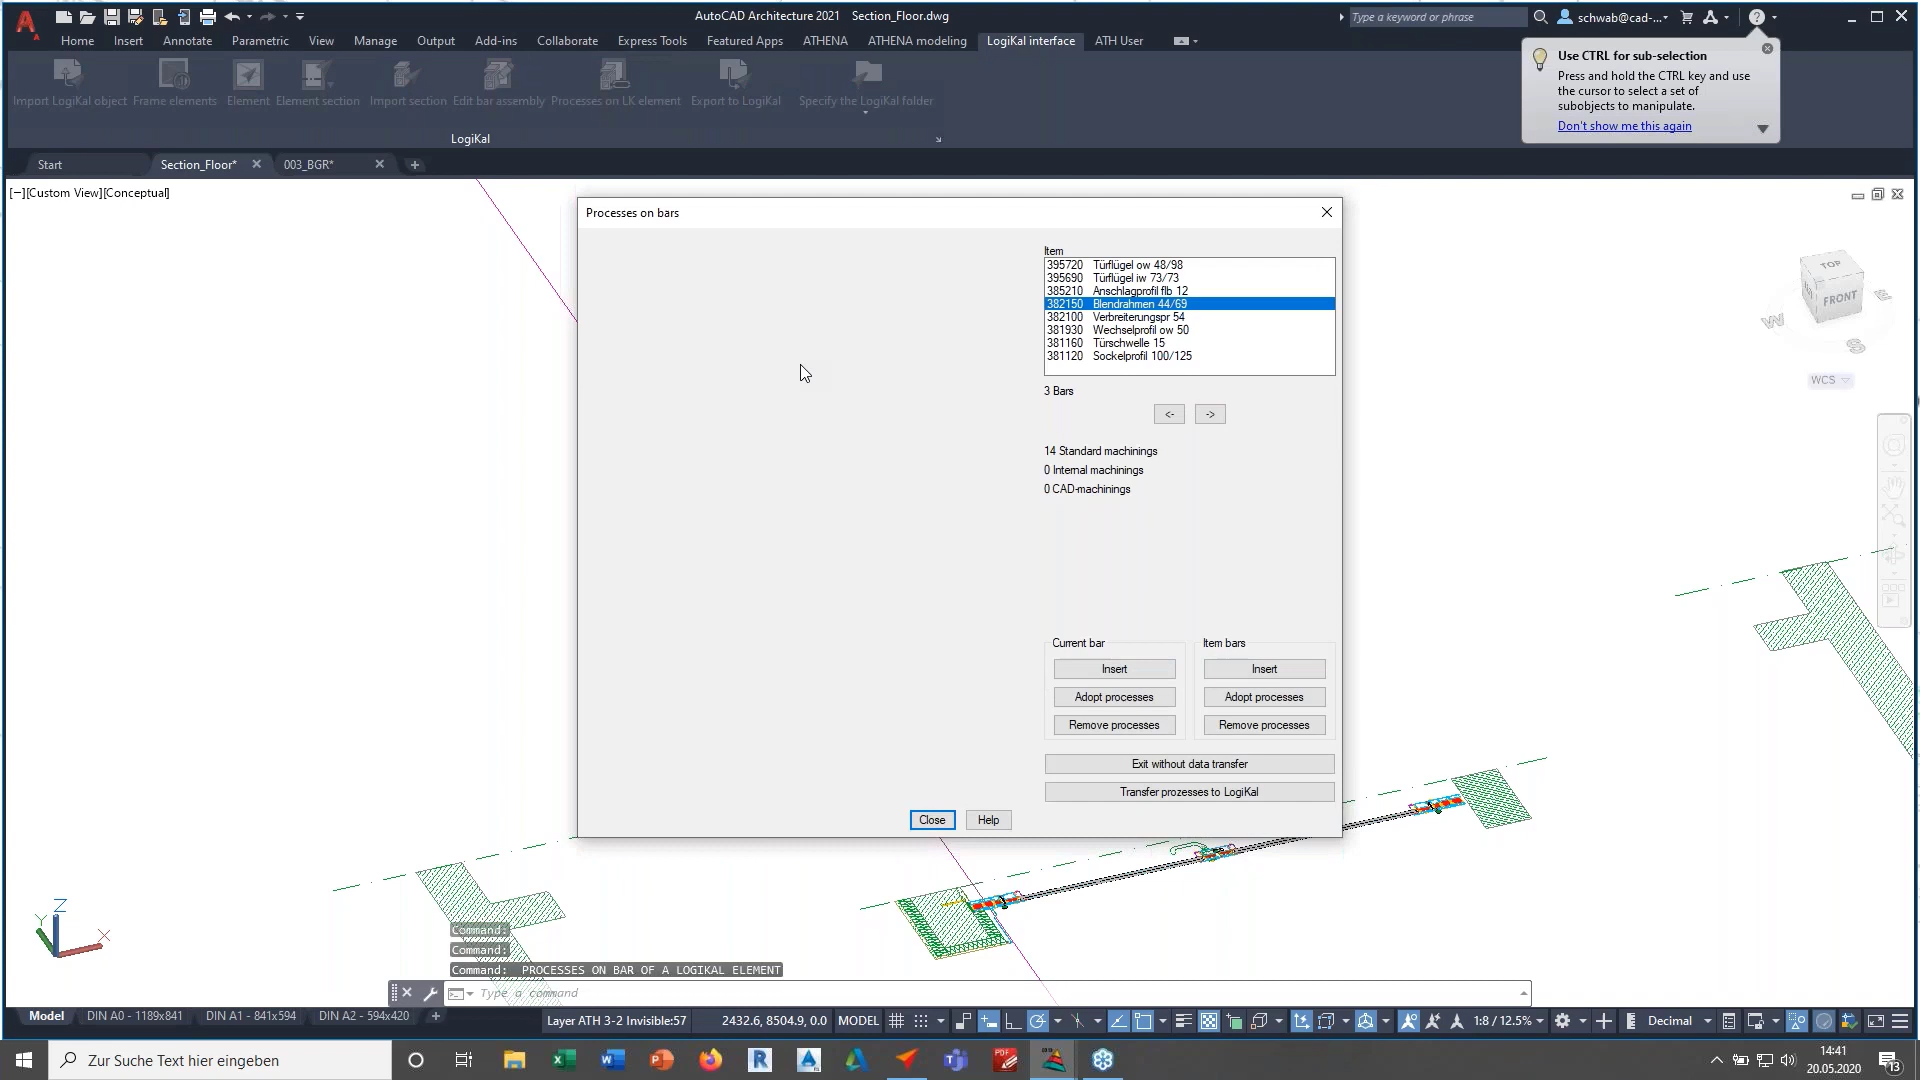 AutoCAD Architecture 2021 Section_Floor.dwg
Type a keyword or phrase
schwab@cad-...
Home Insert Annotate Parametric View Manage Output Add-ins Collaborate Express Tools Featured Apps ATHENA ATHENA modeling LogiKal interface ATH User
Use CTRL for sub-selection
Press and hold the CTRL key and use
the cursor to select a set of
subobjects to manipulate.
Don't show me this again
Import LogiKal object Frame elements Element Element section Import section Edit bar assembly Processes on LK element Export to LogiKal Specify the LogiKal folder
LogiKal
Start Section_Floor* 003_BGR*
[−][Custom View][Conceptual]
Processes on bars
Item
395720 Türflügel ow 48/98
395690 Türflügel iw 73/73
385210 Anschlagprofil flb 12
382150 Blendrahmen 44/69
382100 Verbreiterungspr 54
381930 Wechselprofil ow 50
381160 Türschwelle 15
381120 Sockelprofil 100/125
3 Bars
<- ->
14 Standard machinings
0 Internal machinings
0 CAD-machinings
Current bar Item bars
Insert Insert
Adopt processes Adopt processes
Remove processes Remove processes
Exit without data transfer
Transfer prozesses to LogiKal
Close Help
TOP
FRONT
W
S
E
WCS
Z
Y
X
Command:
Command:
Command: PROCESSES ON BAR OF A LOGIKAL ELEMENT
Type a command
Model DIN A0 - 1189x841 DIN A1 - 841x594 DIN A2 - 594x420
Layer ATH 3-2 Invisible:57 2432.6, 8504.9, 0.0 MODEL 1:8 / 12.5% Decimal
Zur Suche Text hier eingeben
14:41
20.05.2020
13